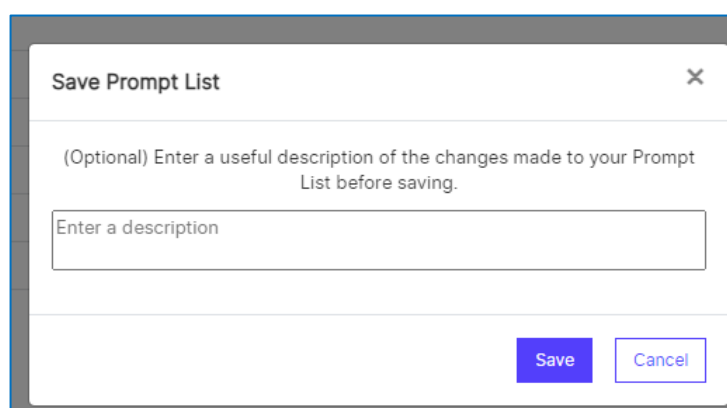 Save Prompt List
×
(Optional) Enter a useful description of the changes made to your Prompt
List before saving.
Enter a description
Save
Cancel